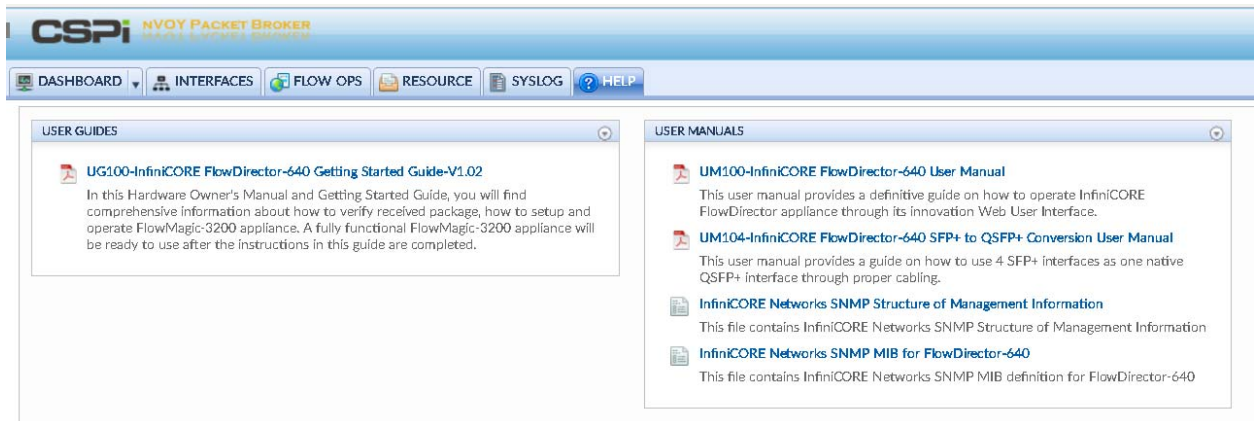 CSPi nVOY PACKET BROKER
DASHBOARD INTERFACES FLOW OPS RESOURCE SYSLOG HELP
USER GUIDES
UG100-InfiniCORE FlowDirector-640 Getting Started Guide-V1.02
In this Hardware Owner's Manual and Getting Started Guide, you will find
comprehensive information about how to verify received package, how to setup and
operate FlowMagic-3200 appliance. A fully functional FlowMagic-3200 appliance will
be ready to use after the instructions in this guide are completed.
USER MANUALS
UM100-InfiniCORE FlowDirector-640 User Manual
This user manual provides a definitive guide on how to operate InfiniCORE
FlowDirector appliance through its innovation Web User Interface.
UM104-InfiniCORE FlowDirector-640 SFP+ to QSFP+ Conversion User Manual
This user manual provides a guide on how to use 4 SFP+ interfaces as one native
QSFP+ interface through proper cabling.
InfiniCORE Networks SNMP Structure of Management Information
This file contains InfiniCORE Networks SNMP Structure of Management Information
InfiniCORE Networks SNMP MIB for FlowDirector-640
This file contains InfiniCORE Networks SNMP MIB definition for FlowDirector-640